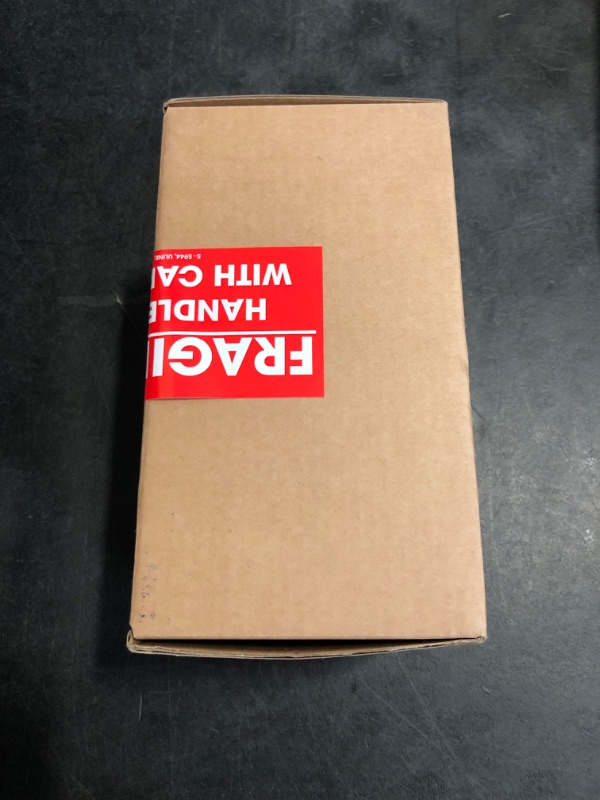 FRAGI
HANDLE
WITH CA
S-5944, ULINE